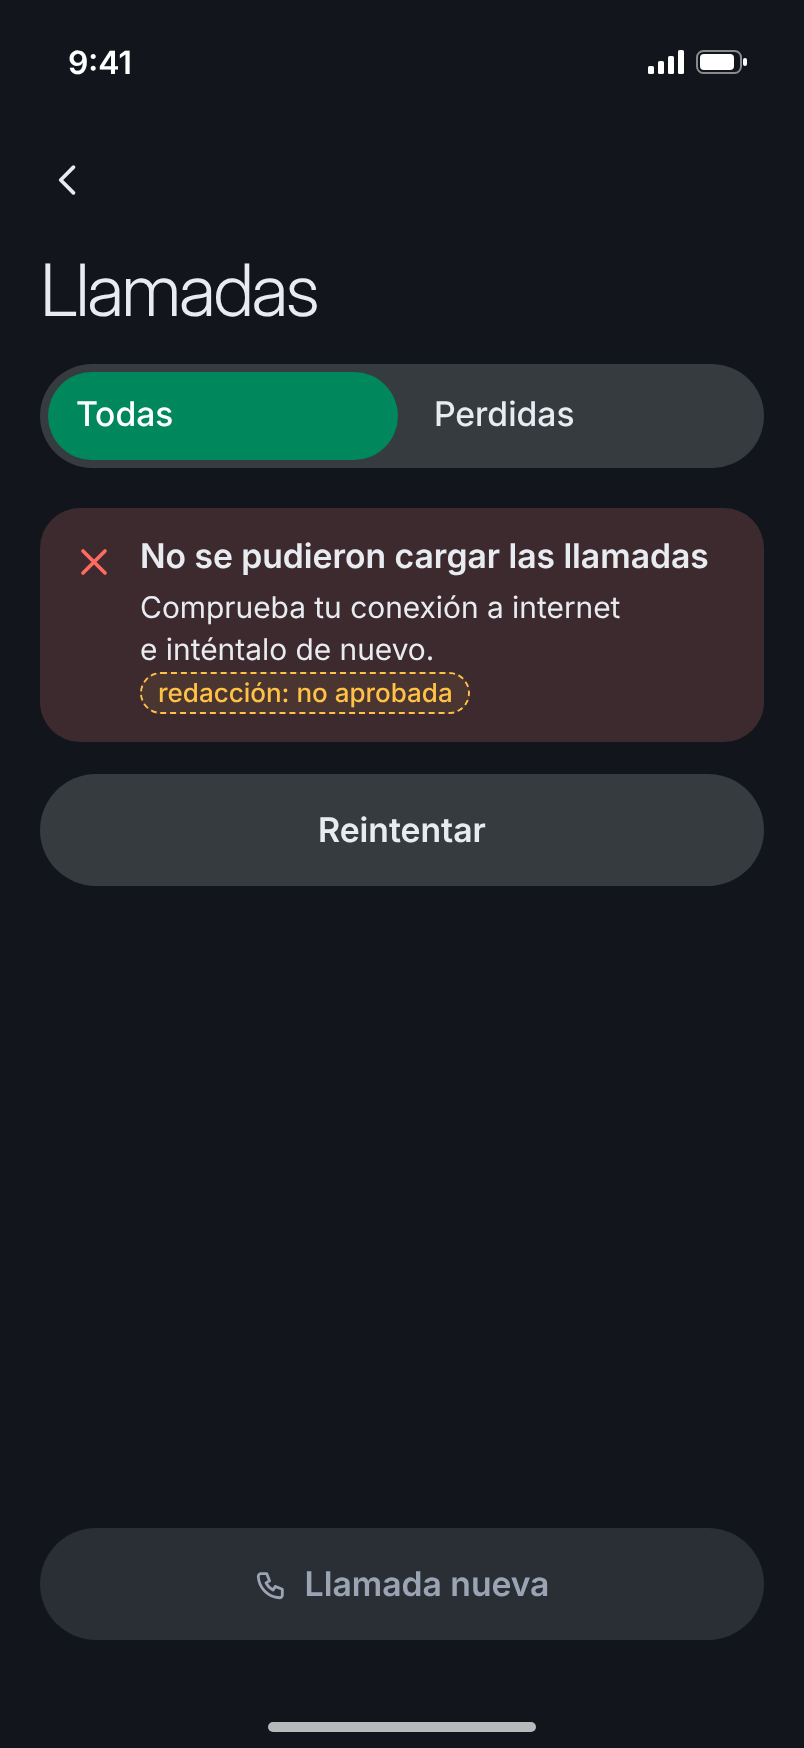 9:41
Llamadas
Todas
Perdidas
No se pudieron cargar las llamadas
Comprueba tu conexión a internet
e inténtalo de nuevo.
redacción: no aprobada
Reintentar
Llamada nueva